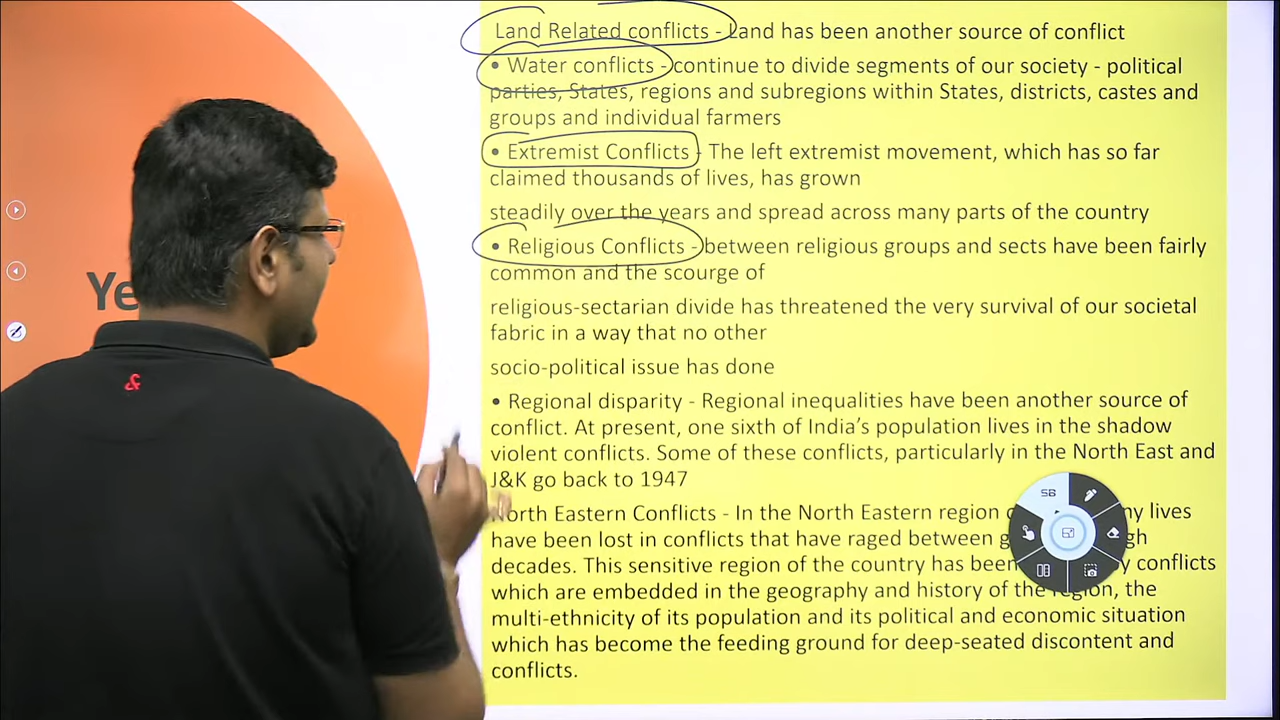 Land Related conflicts - Land has been another source of conflict
• Water conflicts - continue to divide segments of our society - political
parties, States, regions and subregions within States, districts, castes and
groups and individual farmers
• Extremist Conflicts - The left extremist movement, which has so far
claimed thousands of lives, has grown
steadily over the years and spread across many parts of the country
• Religious Conflicts - between religious groups and sects have been fairly
common and the scourge of
religious-sectarian divide has threatened the very survival of our societal
fabric in a way that no other
socio-political issue has done
Ye
• Regional disparity - Regional inequalities have been another source of
conflict. At present, one sixth of India's population lives in the shadow
violent conflicts. Some of these conflicts, particularly in the North East and
J&K go back to 1947
North Eastern Conflicts - In the North Eastern region lives
have been lost in conflicts that have raged between
decades. This sensitive region of the country has been conflicts
which are embedded in the geography and history of the region, the
multi-ethnicity of its population and its political and economic situation
which has become the feeding ground for deep-seated discontent and
conflicts.
&